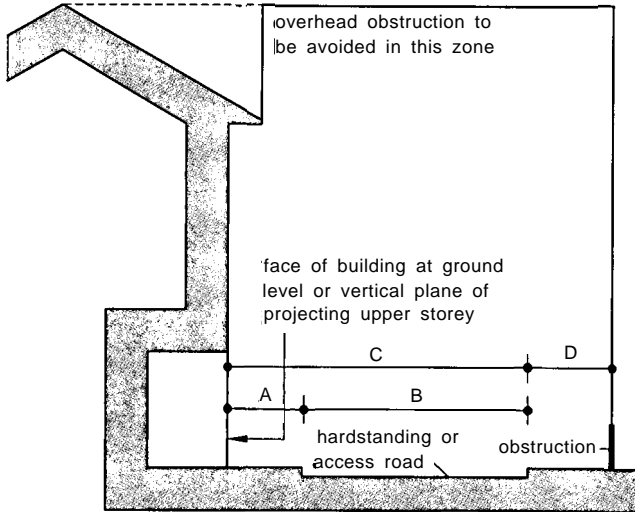 overhead obstruction to
be avoided in this zone
face of building at ground
level or vertical plane of
projecting upper storey
C
D
A
B
hardstanding or
access road
obstruction